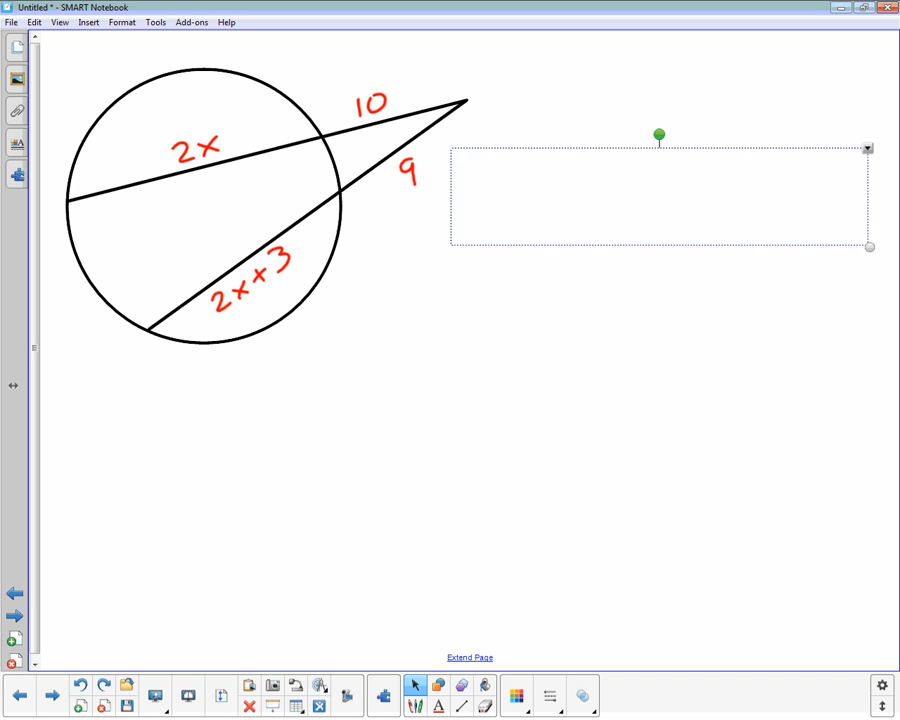 Untitled * - SMART Notebook
File Edit View Insert Format Tools Add-ons Help
10
2x
9
2x+3
Extend Page